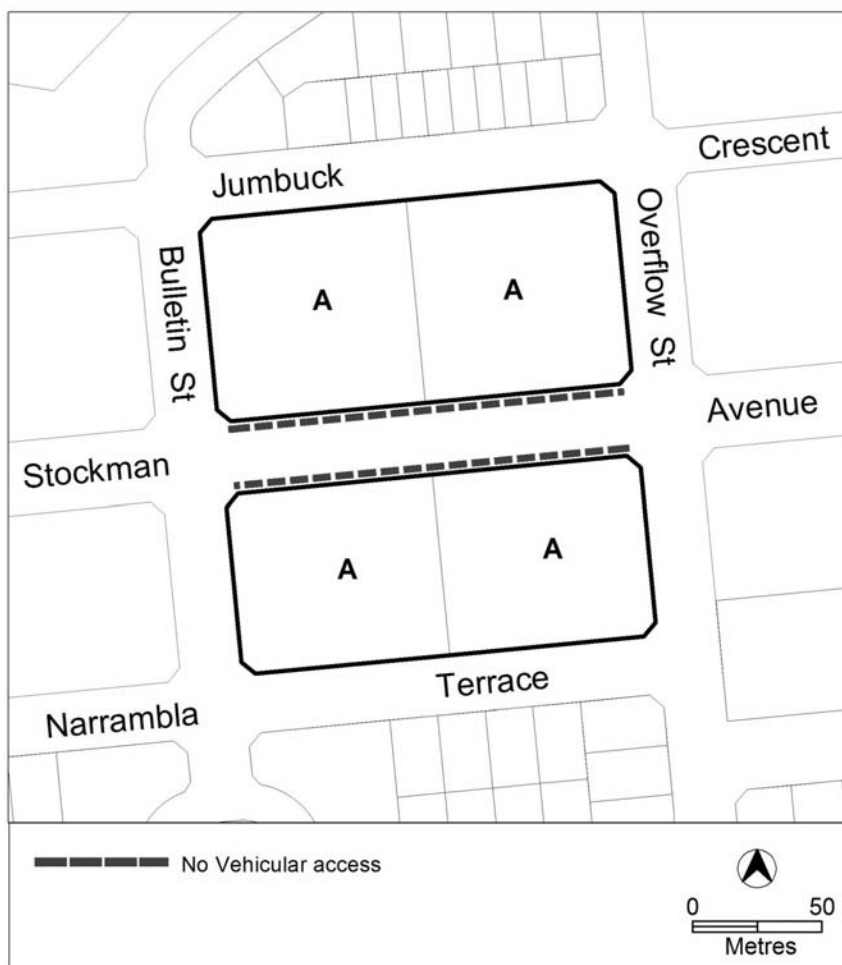 Crescent
Jumbuck
Overflow St
Bulletin St
A
A
Avenue
Stockman
A
A
Terrace
Narrambla
No Vehicular access
0 50
Metres